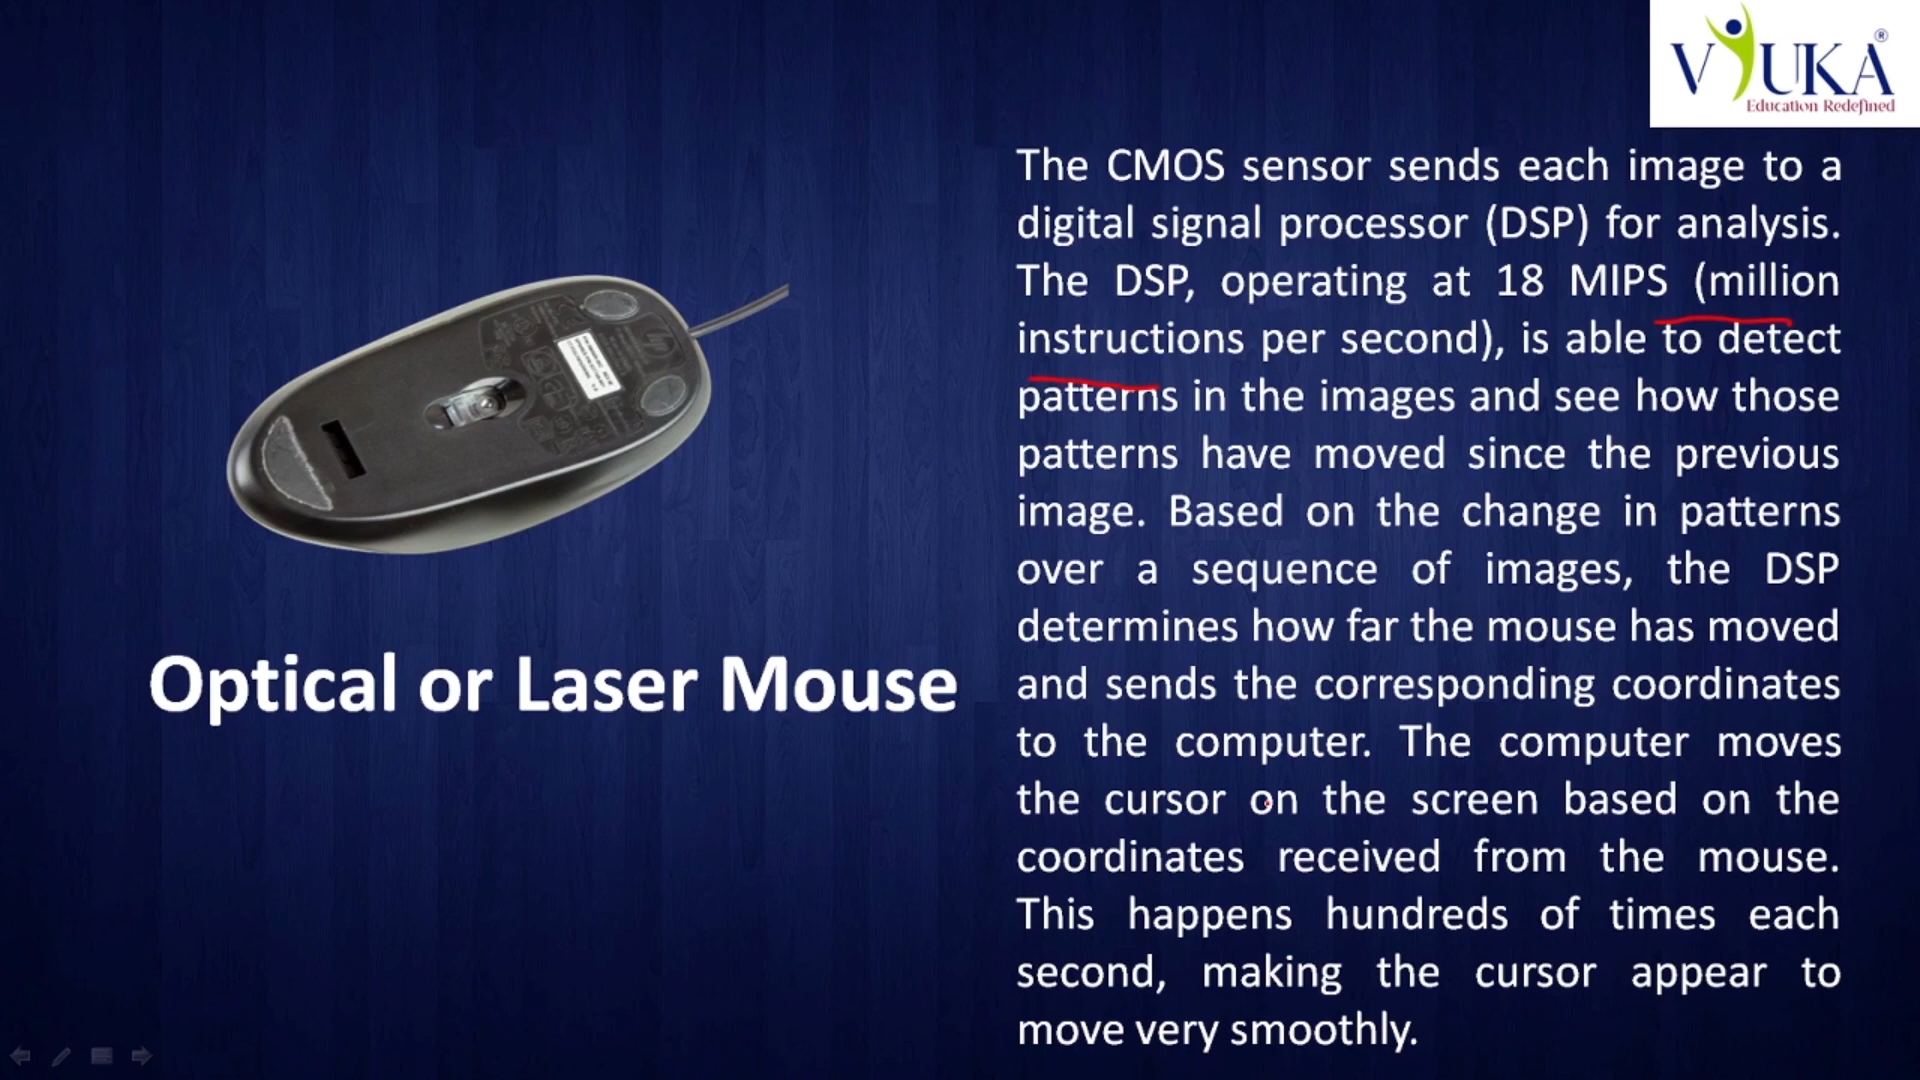 VYUKA®
Education Redefined
The CMOS sensor sends each image to a
digital signal processor (DSP) for analysis.
The DSP, operating at 18 MIPS (million
instructions per second), is able to detect
patterns in the images and see how those
patterns have moved since the previous
image. Based on the change in patterns
over a sequence of images, the DSP
determines how far the mouse has moved
and sends the corresponding coordinates
to the computer. The computer moves
the cursor on the screen based on the
coordinates received from the mouse.
This happens hundreds of times each
second, making the cursor appear to
move very smoothly.
Optical or Laser Mouse